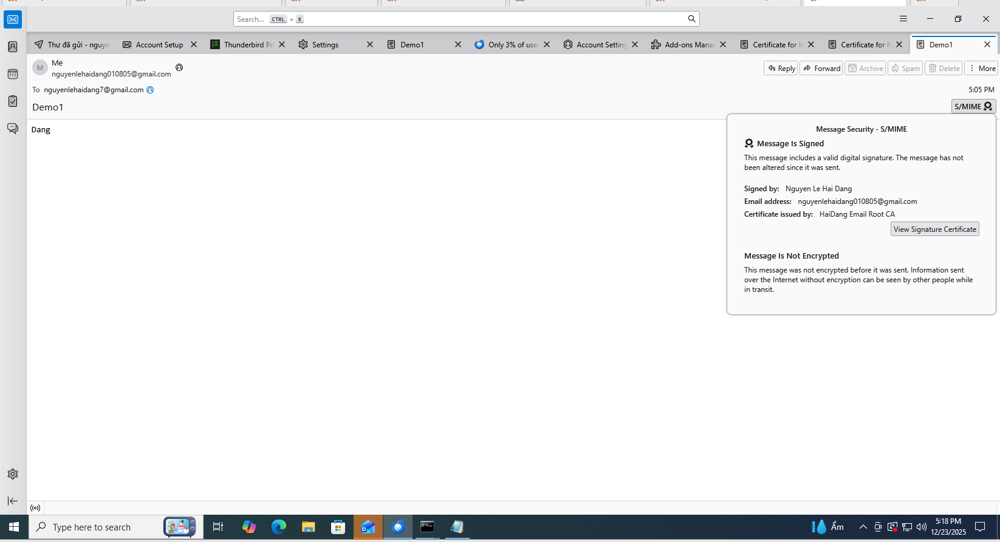 Search... CTRL + K
Thư đã gửi - nguye
Account Setup
Thunderbird Pri
Settings
Demo1
Only 3% of user
Account Setting
Add-ons Manag
Certificate for H
Certificate for N
Demo1
M
Me
nguyenlehaidang010805@gmail.com
Reply
Forward
Archive
Spam
Delete
More
To nguyenlehaidang7@gmail.com
5:05 PM
Demo1
S/MIME
Dang
Message Security - S/MIME
Message Is Signed
This message includes a valid digital signature. The message has not
been altered since it was sent.
Signed by: Nguyen Le Hai Dang
Email address: nguyenlehaidang010805@gmail.com
Certificate issued by: HaiDang Email Root CA
View Signature Certificate
Message Is Not Encrypted
This message was not encrypted before it was sent. Information sent
over the Internet without encryption can be seen by other people while
in transit.
Type here to search
Ẩm
5:18 PM
12/23/2025